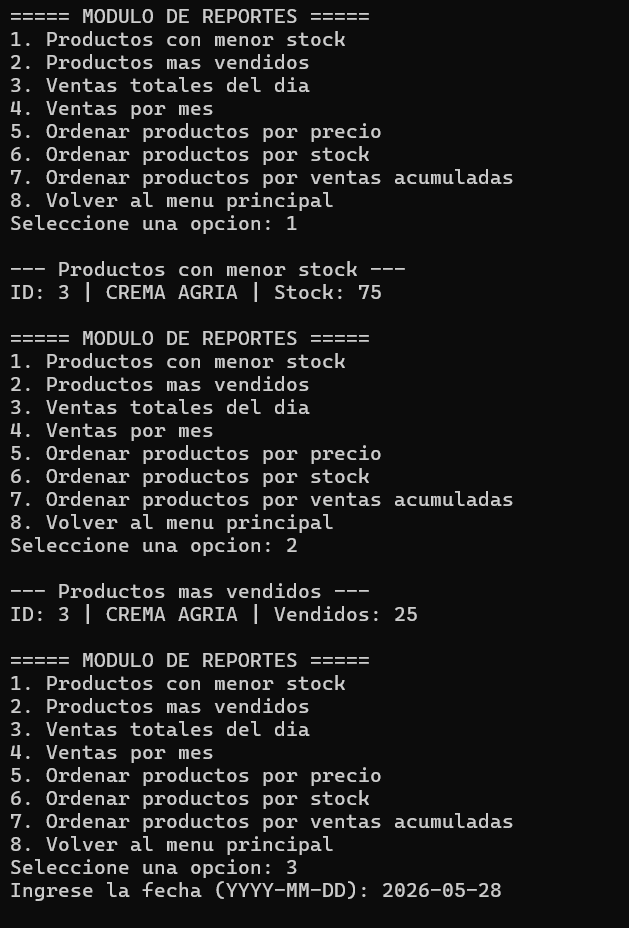 ===== MODULO DE REPORTES =====
1. Productos con menor stock
2. Productos mas vendidos
3. Ventas totales del dia
4. Ventas por mes
5. Ordenar productos por precio
6. Ordenar productos por stock
7. Ordenar productos por ventas acumuladas
8. Volver al menu principal
Seleccione una opcion: 1

--- Productos con menor stock ---
ID: 3 | CREMA AGRIA | Stock: 75

===== MODULO DE REPORTES =====
1. Productos con menor stock
2. Productos mas vendidos
3. Ventas totales del dia
4. Ventas por mes
5. Ordenar productos por precio
6. Ordenar productos por stock
7. Ordenar productos por ventas acumuladas
8. Volver al menu principal
Seleccione una opcion: 2

--- Productos mas vendidos ---
ID: 3 | CREMA AGRIA | Vendidos: 25

===== MODULO DE REPORTES =====
1. Productos con menor stock
2. Productos mas vendidos
3. Ventas totales del dia
4. Ventas por mes
5. Ordenar productos por precio
6. Ordenar productos por stock
7. Ordenar productos por ventas acumuladas
8. Volver al menu principal
Seleccione una opcion: 3
Ingrese la fecha (YYYY-MM-DD): 2026-05-28